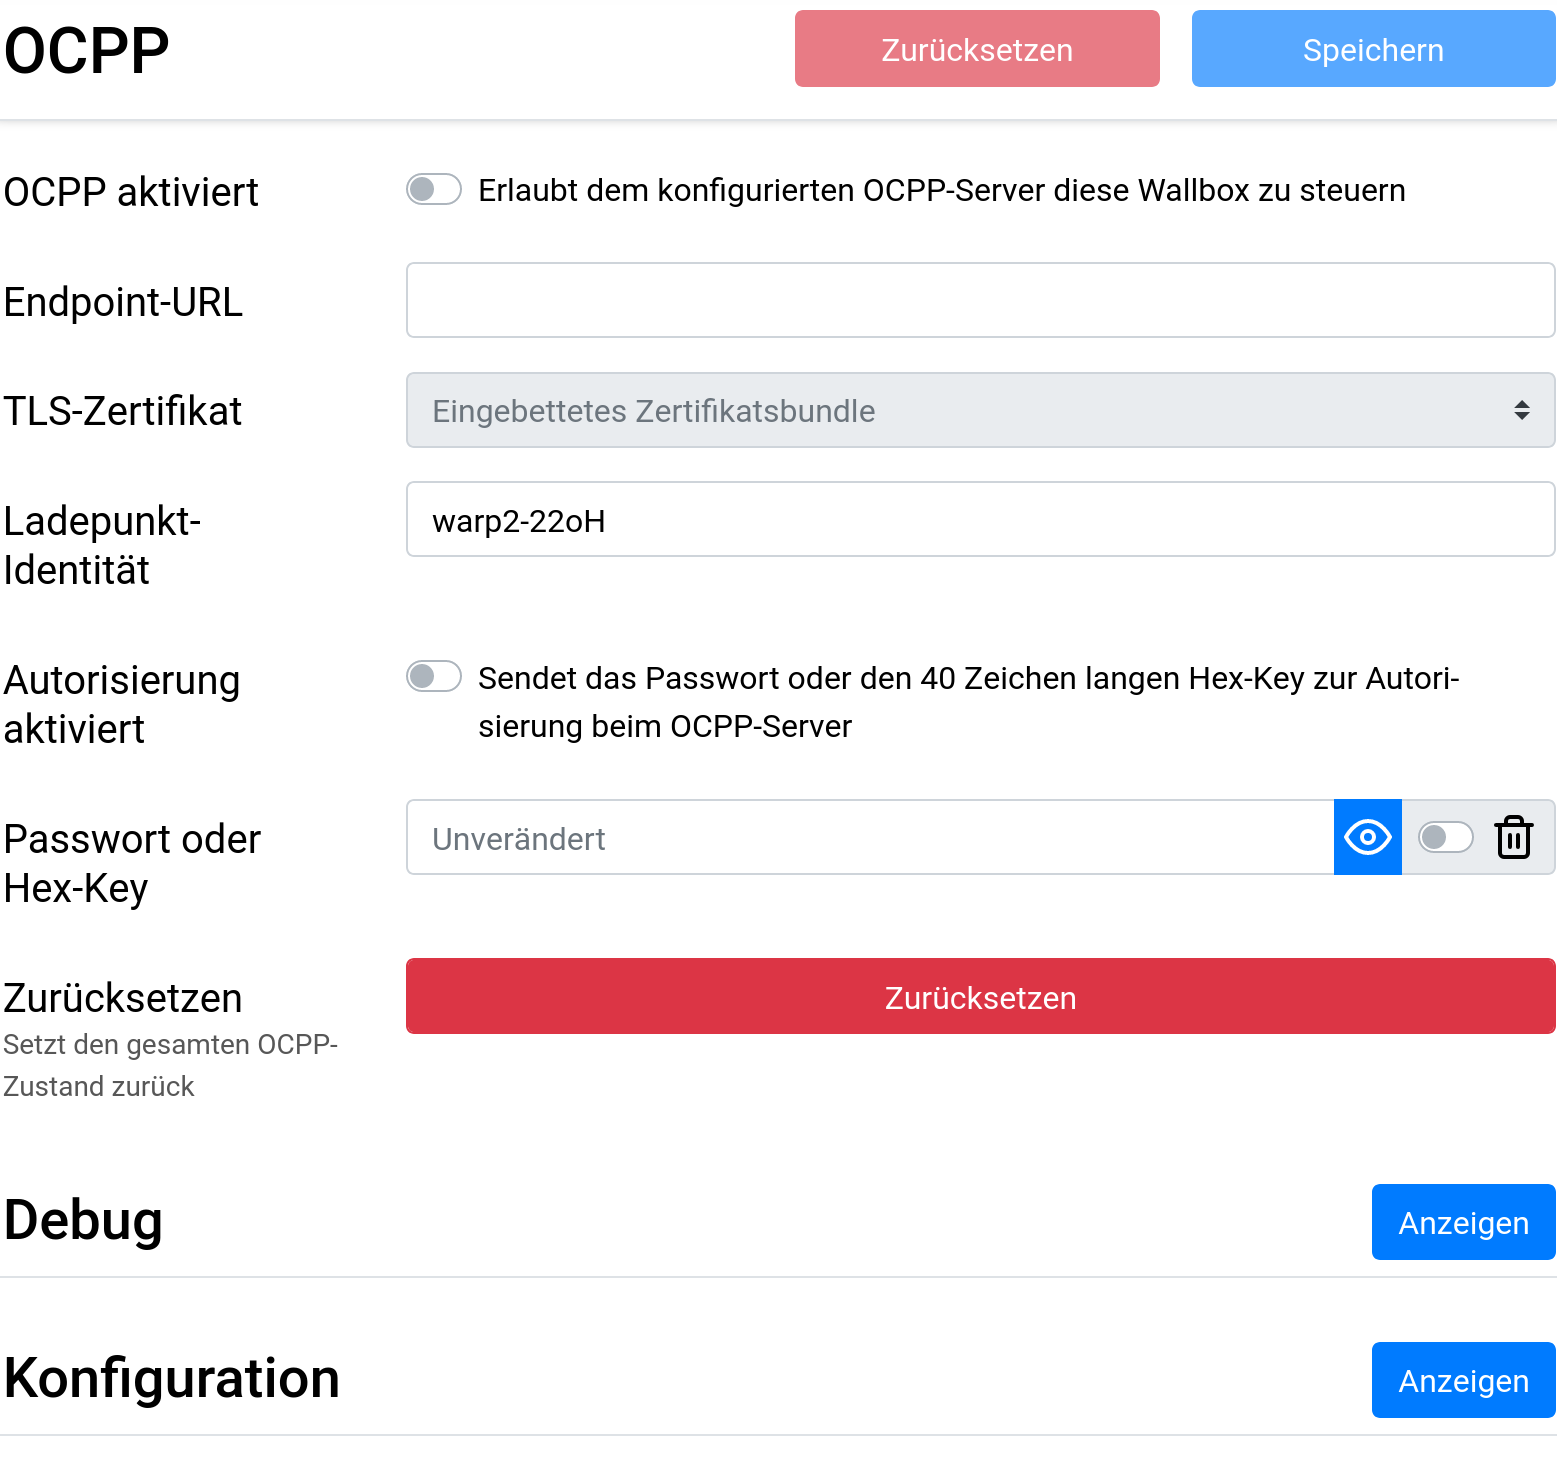 OCPP
Zurücksetzen
Speichern
OCPP aktiviert
Erlaubt dem konfigurierten OCPP-Server diese Wallbox zu steuern
Endpoint-URL
TLS-Zertifikat
Eingebettetes Zertifikatsbundle
Ladepunkt-
Identität
warp2-22oH
Autorisierung
aktiviert
Sendet das Passwort oder den 40 Zeichen langen Hex-Key zur Autori-
sierung beim OCPP-Server
Passwort oder
Hex-Key
Unverändert
Zurücksetzen
Setzt den gesamten OCPP-
Zustand zurück
Zurücksetzen
Debug
Anzeigen
Konfiguration
Anzeigen